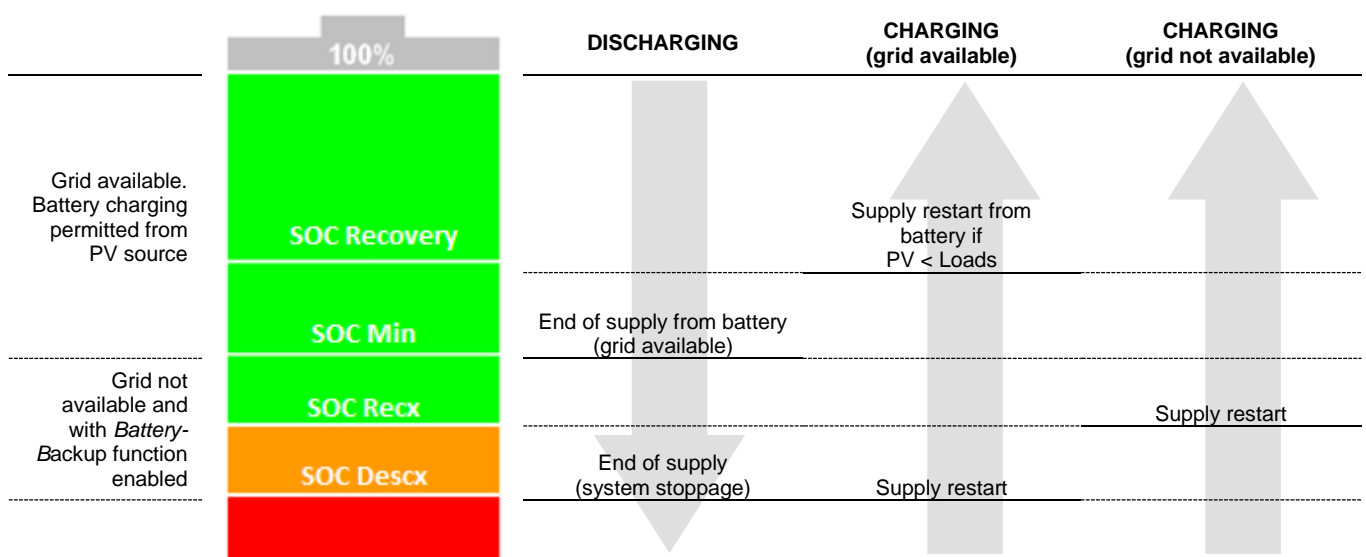 DISCHARGING
CHARGING
(grid available)
CHARGING
(grid not available)
100%
Grid available.
Battery charging
permitted from
PV source
SOC Recovery
Supply restart from
battery if
PV < Loads
SOC Min
End of supply from battery
(grid available)
Grid not
available and
with Battery-
Backup function
enabled
SOC Recx
Supply restart
SOC Descx
End of supply
(system stoppage)
Supply restart